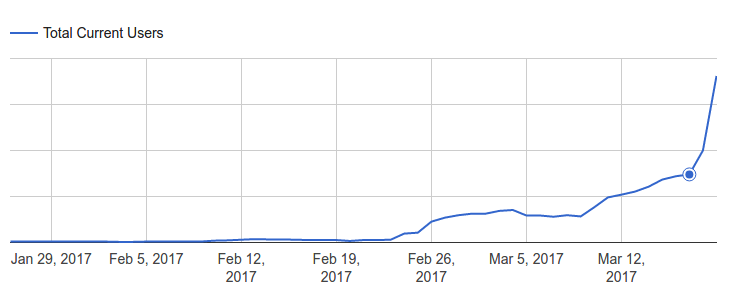 Total Current Users
Jan 29, 2017 Feb 5, 2017 Feb 12, Feb 19, Feb 26, Mar 5, 2017 Mar 12,
2017 2017 2017 2017